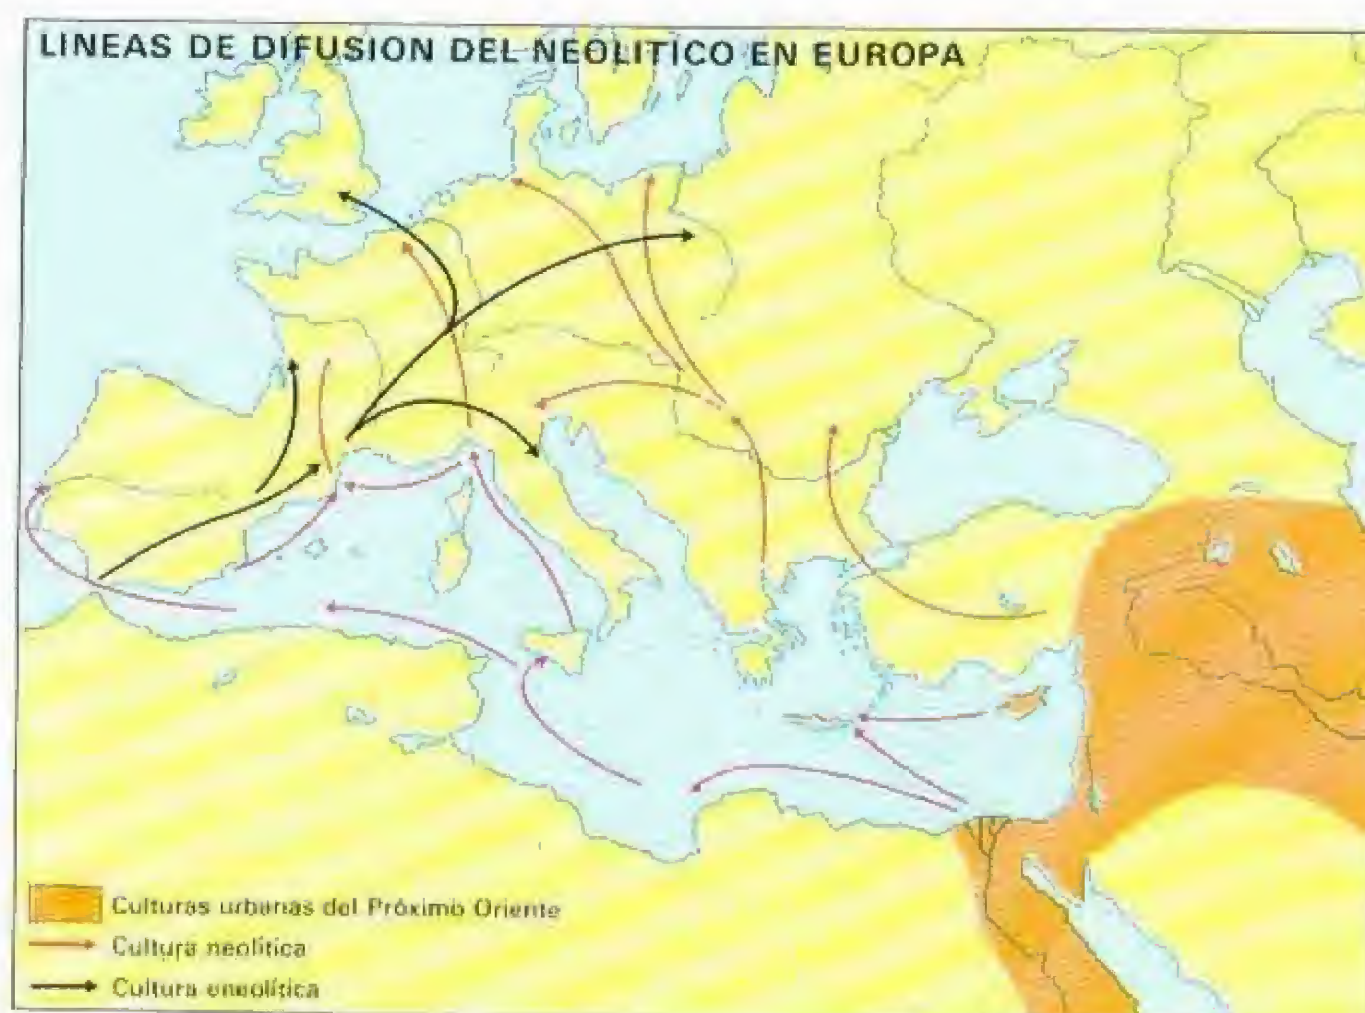 LINEAS DE DIFUSION DEL NEOLITICO EN EUROPA
Culturas urbanas del Próximo Oriente
Cultura neolítica
Cultura eneolítica